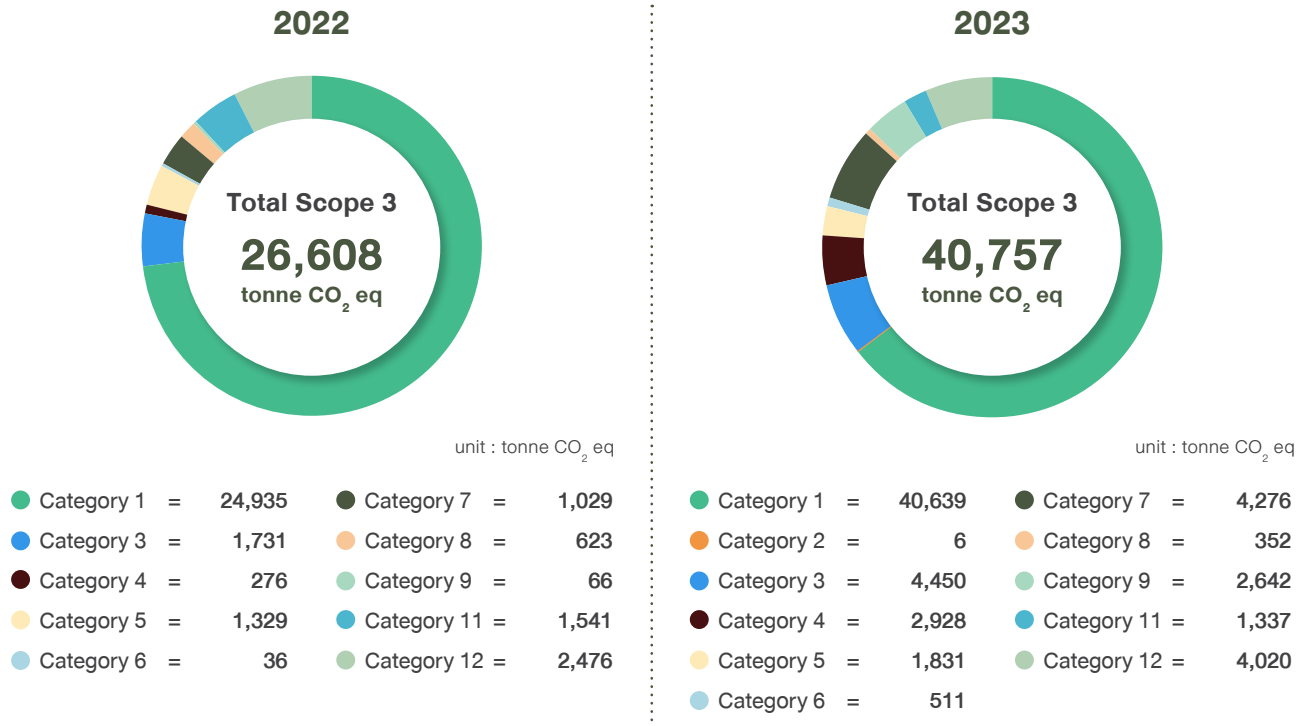 2022
Total Scope 3
26,608
tonne CO2 eq
unit : tonne CO2 eq
Category 1 = 24,935
Category 3 = 1,731
Category 4 = 276
Category 5 = 1,329
Category 6 = 36
Category 7 = 1,029
Category 8 = 623
Category 9 = 66
Category 11 = 1,541
Category 12 = 2,476
2023
Total Scope 3
40,757
tonne CO2 eq
unit : tonne CO2 eq
Category 1 = 40,639
Category 2 = 6
Category 3 = 4,450
Category 4 = 2,928
Category 5 = 1,831
Category 6 = 511
Category 7 = 4,276
Category 8 = 352
Category 9 = 2,642
Category 11 = 1,337
Category 12 = 4,020